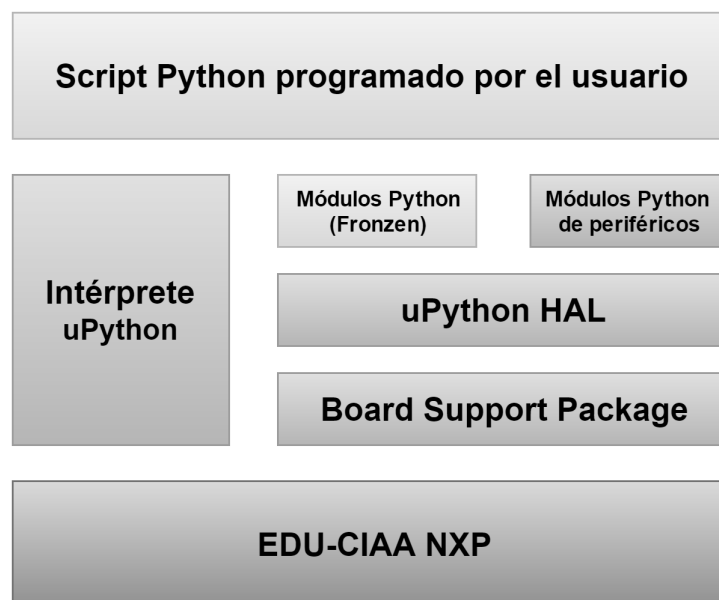 Script Python programado por el usuario
Intérprete
uPython
Módulos Python
(Fronzen)
Módulos Python
de periféricos
uPython HAL
Board Support Package
EDU-CIAA NXP